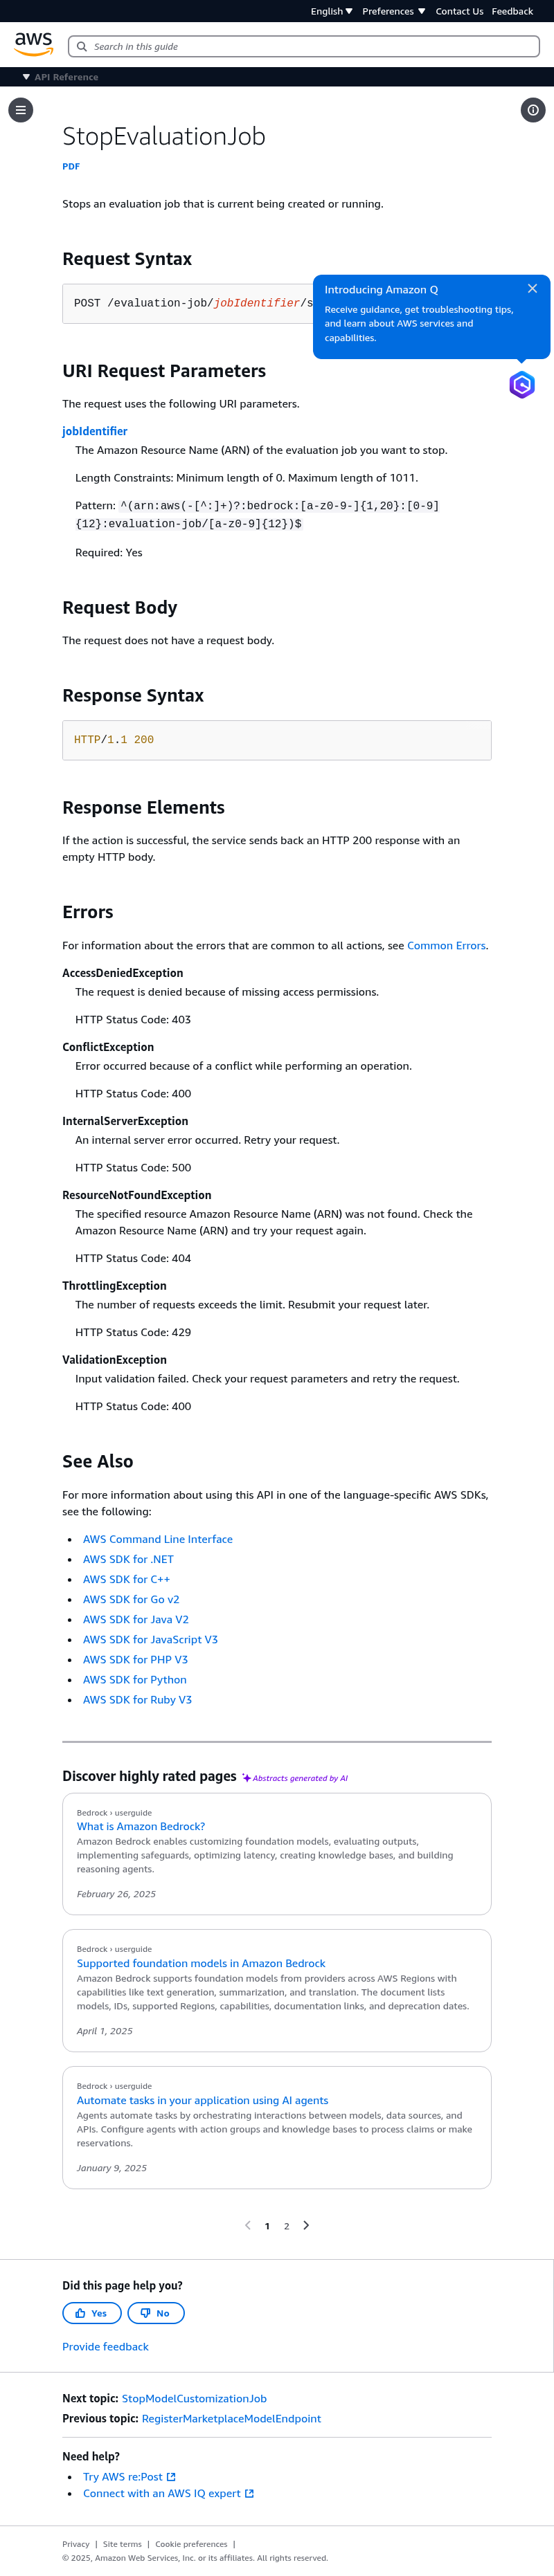 English Preferences Contact Us Feedback
aws
Search in this guide
API Reference
StopEvaluationJob
PDF
Stops an evaluation job that is current being created or running.
Request Syntax
POST /evaluation-job/jobIdentifier/s
Introducing Amazon Q
Receive guidance, get troubleshooting tips,
and learn about AWS services and
capabilities.
URI Request Parameters
The request uses the following URI parameters.
jobIdentifier
The Amazon Resource Name (ARN) of the evaluation job you want to stop.
Length Constraints: Minimum length of 0. Maximum length of 1011.
Pattern: ^(arn:aws(-[^:]+)?:bedrock:[a-z0-9-]{1,20}:[0-9]
{12}:evaluation-job/[a-z0-9]{12})$
Required: Yes
Request Body
The request does not have a request body.
Response Syntax
HTTP/1.1 200
Response Elements
If the action is successful, the service sends back an HTTP 200 response with an
empty HTTP body.
Errors
For information about the errors that are common to all actions, see Common Errors.
AccessDeniedException
The request is denied because of missing access permissions.
HTTP Status Code: 403
ConflictException
Error occurred because of a conflict while performing an operation.
HTTP Status Code: 400
InternalServerException
An internal server error occurred. Retry your request.
HTTP Status Code: 500
ResourceNotFoundException
The specified resource Amazon Resource Name (ARN) was not found. Check the
Amazon Resource Name (ARN) and try your request again.
HTTP Status Code: 404
ThrottlingException
The number of requests exceeds the limit. Resubmit your request later.
HTTP Status Code: 429
ValidationException
Input validation failed. Check your request parameters and retry the request.
HTTP Status Code: 400
See Also
For more information about using this API in one of the language-specific AWS SDKs,
see the following:
• AWS Command Line Interface
• AWS SDK for .NET
• AWS SDK for C++
• AWS SDK for Go v2
• AWS SDK for Java V2
• AWS SDK for JavaScript V3
• AWS SDK for PHP V3
• AWS SDK for Python
• AWS SDK for Ruby V3
Discover highly rated pages Abstracts generated by AI
Bedrock › userguide
What is Amazon Bedrock?
Amazon Bedrock enables customizing foundation models, evaluating outputs,
implementing safeguards, optimizing latency, creating knowledge bases, and building
reasoning agents.
February 26, 2025
Bedrock › userguide
Supported foundation models in Amazon Bedrock
Amazon Bedrock supports foundation models from providers across AWS Regions with
capabilities like text generation, summarization, and translation. The document lists
models, IDs, supported Regions, capabilities, documentation links, and deprecation dates.
April 1, 2025
Bedrock › userguide
Automate tasks in your application using AI agents
Agents automate tasks by orchestrating interactions between models, data sources, and
APIs. Configure agents with action groups and knowledge bases to process claims or make
reservations.
January 9, 2025
1 2
Did this page help you?
Yes No
Provide feedback
Next topic: StopModelCustomizationJob
Previous topic: RegisterMarketplaceModelEndpoint
Need help?
• Try AWS re:Post
• Connect with an AWS IQ expert
Privacy | Site terms | Cookie preferences |
© 2025, Amazon Web Services, Inc. or its affiliates. All rights reserved.